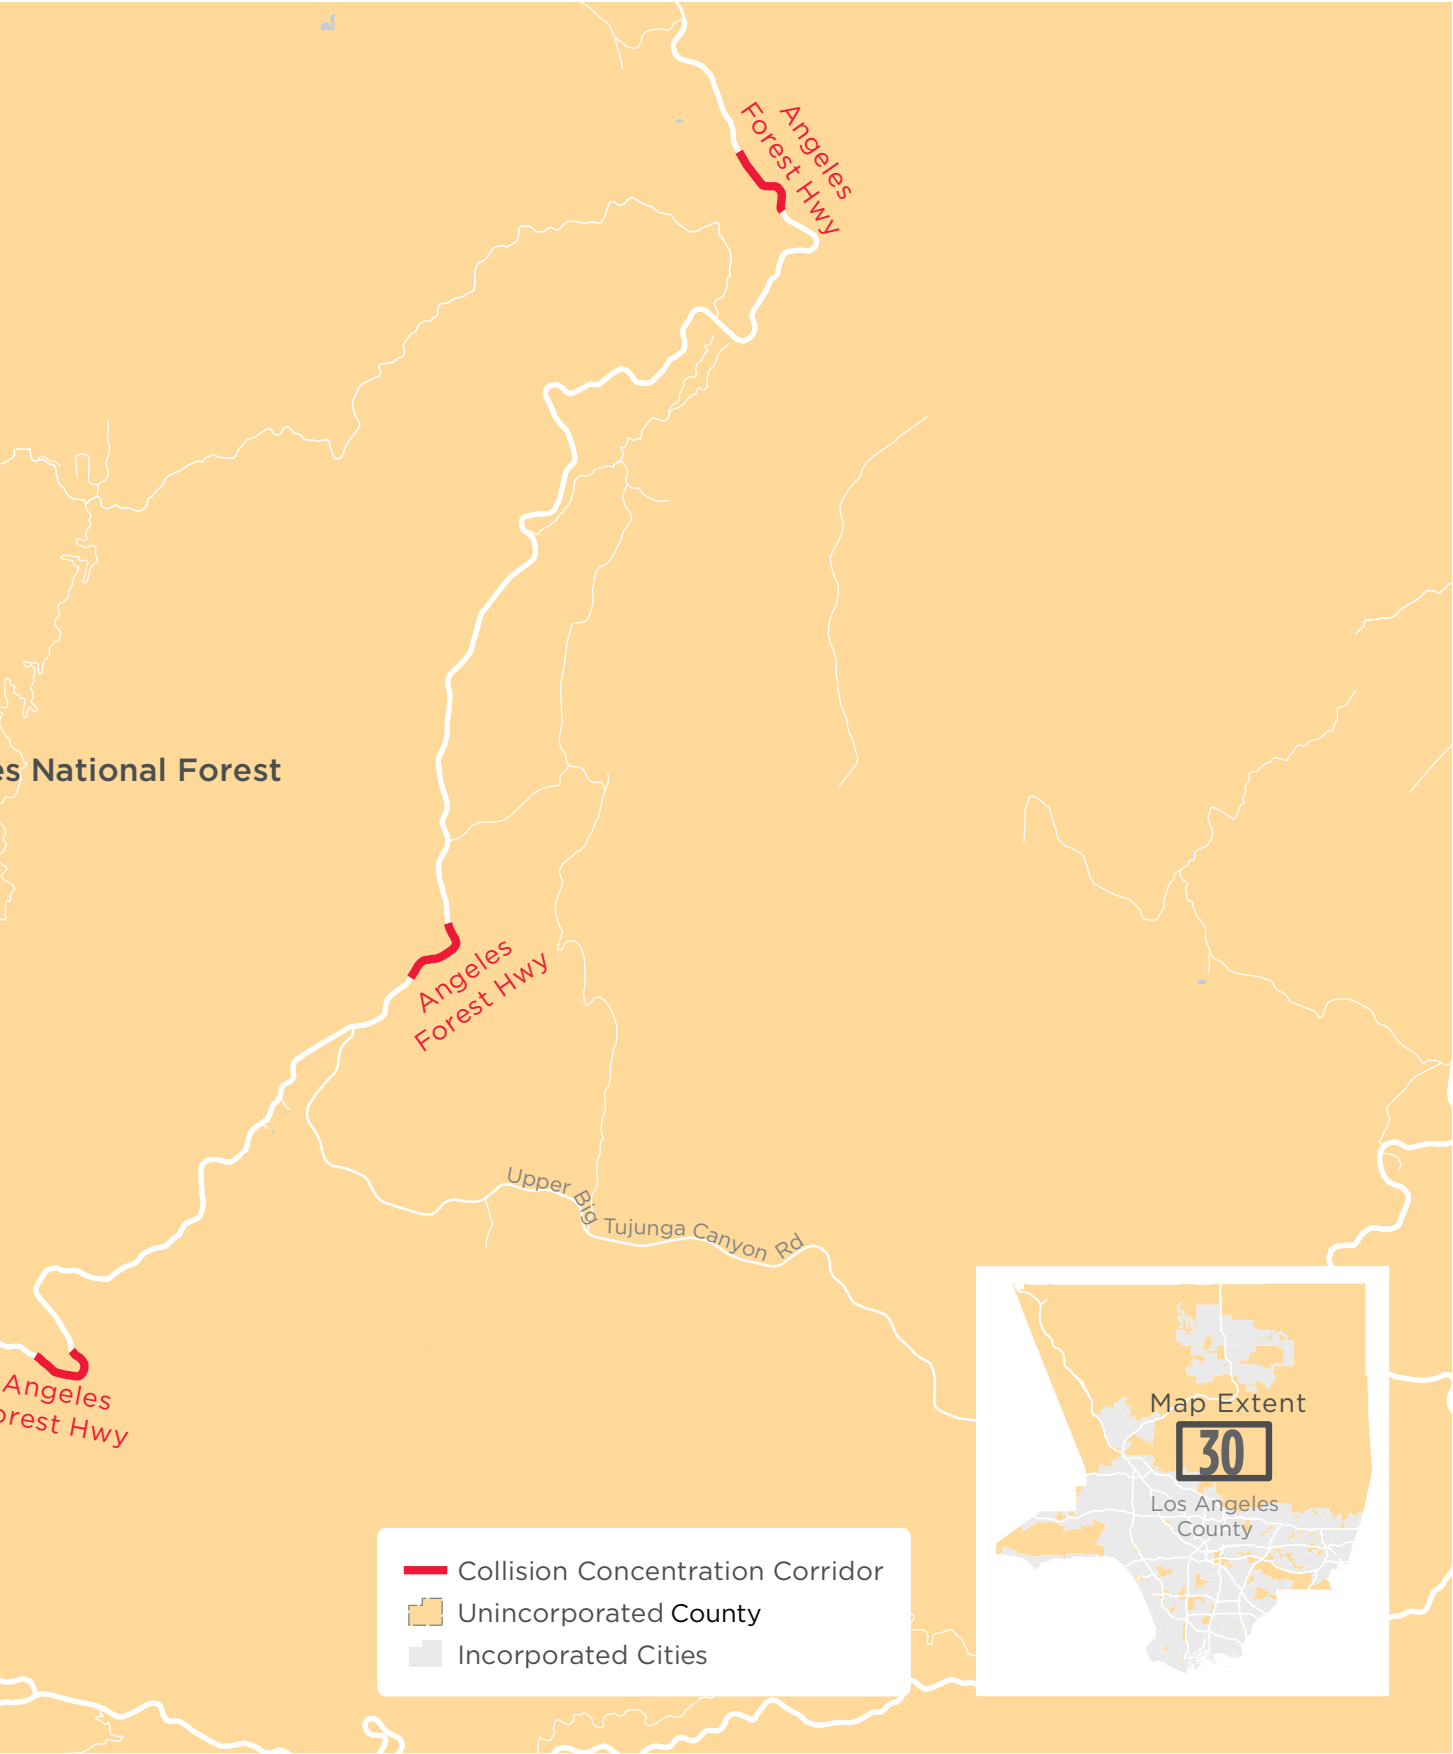 Angeles
Forest Hwy
es National Forest
Angeles
Forest Hwy
Upper Big Tujunga Canyon Rd
Angeles
orest Hwy
Map Extent
30
Los Angeles
County
Collision Concentration Corridor
Unincorporated County
Incorporated Cities